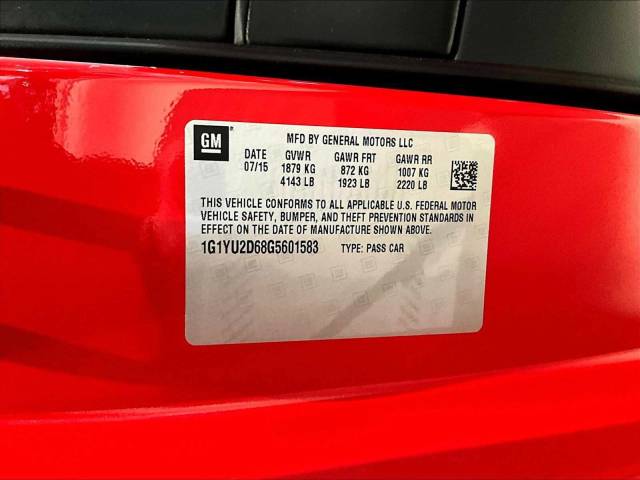 GM MFD BY GENERAL MOTORS LLC
DATE GVWR GAWR FRT GAWR RR
07/15 1879 KG 872 KG 1007 KG
4143 LB 1923 LB 2220 LB
THIS VEHICLE CONFORMS TO ALL APPLICABLE U.S. FEDERAL MOTOR
VEHICLE SAFETY, BUMPER, AND THEFT PREVENTION STANDARDS IN
EFFECT ON THE DATE OF MANUFACTURE SHOWN ABOVE.
1G1YU2D68G5601583 TYPE: PASS CAR